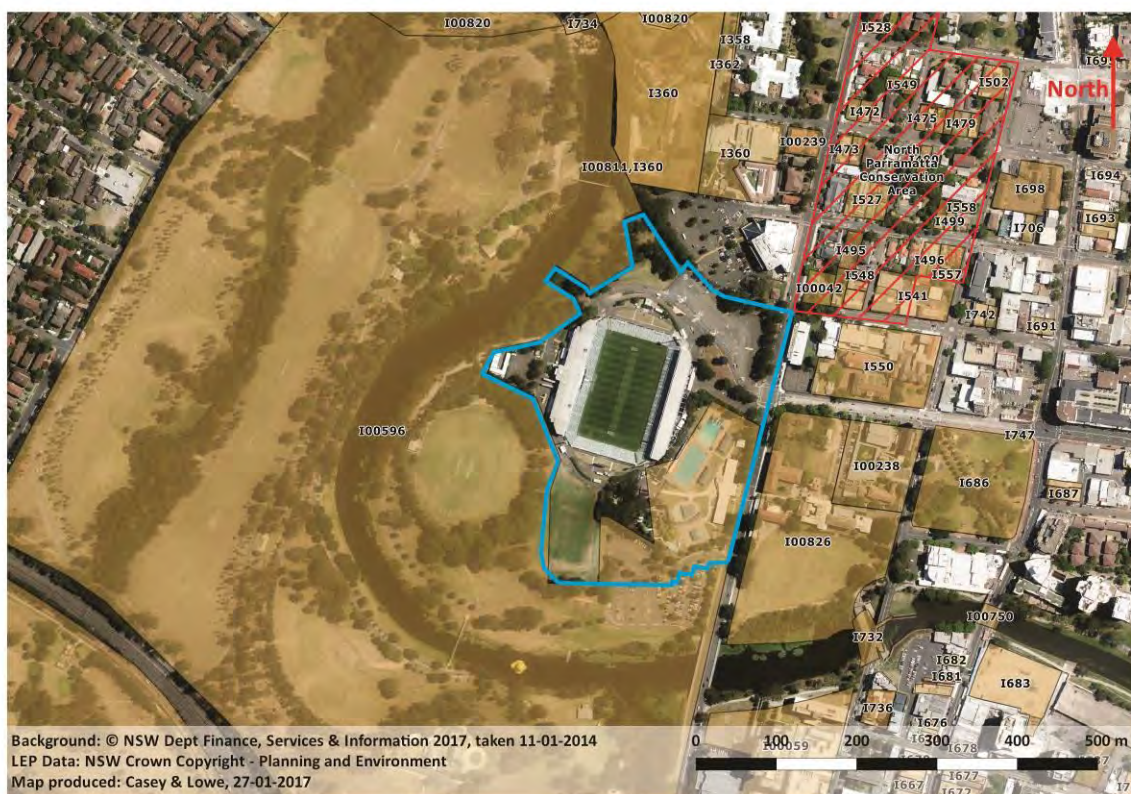 I00820
I734
I00820
I528
I358
I362
I695
North
I549
I502
I360
I472
I475
I479
I00239
I360
I473
North
Parramatta
Conservation
Area
I00811,I360
I694
I698
I527
I558
I499
I693
I706
I495
I496
I548
I557
I00042
I541
I742
I691
I550
I00596
I747
I00238
I686
I687
I00826
I00750
I732
I682
I681
I683
I736
I676
I00059
I678
I677
I667
I672
0 100 200 300 400 500 m
Background: © NSW Dept Finance, Services & Information 2017, taken 11-01-2014
LEP Data: NSW Crown Copyright - Planning and Environment
Map produced: Casey & Lowe, 27-01-2017